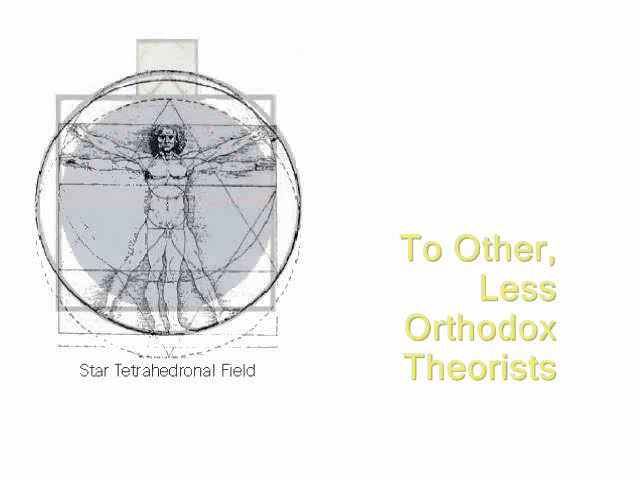 Star Tetrahedronal Field
To Other,
Less
Orthodox
Theorists